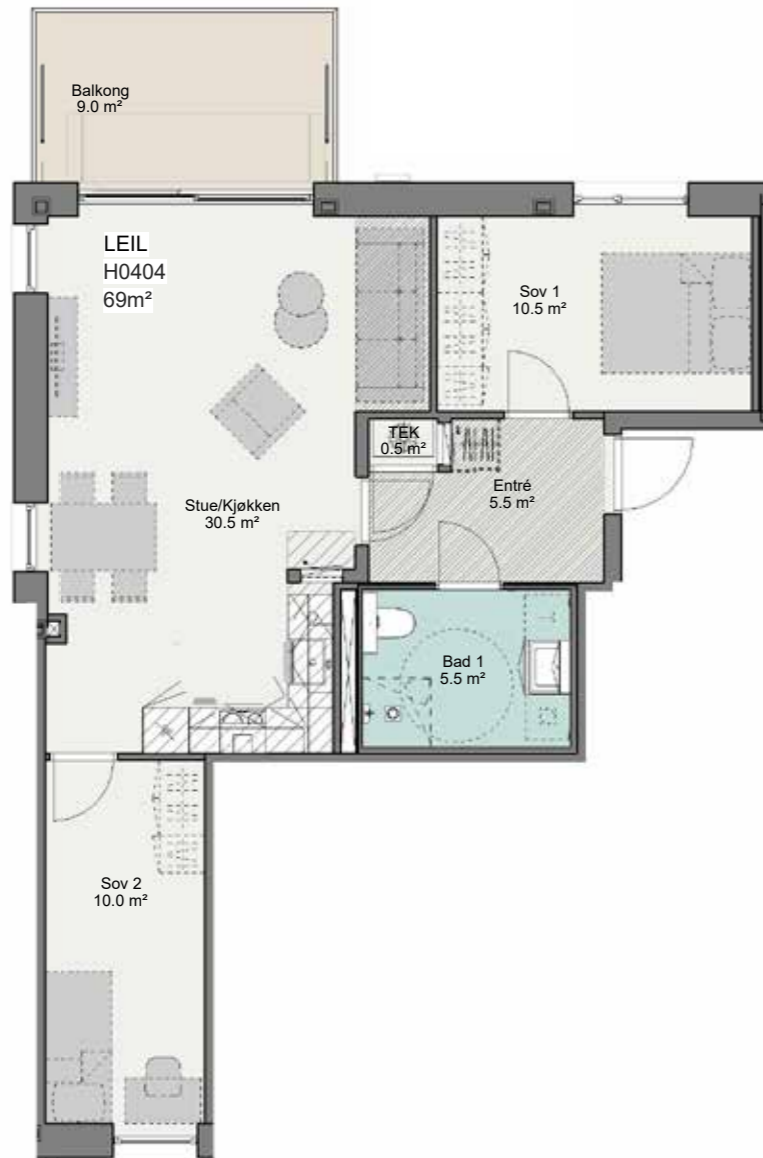 Balkong
9.0 m²
LEIL
H0404
69m²
Sov 1
10.5 m²
TEK
0.5 m²
Entré
5.5 m²
Stue/Kjøkken
30.5 m²
Bad 1
5.5 m²
Sov 2
10.0 m²